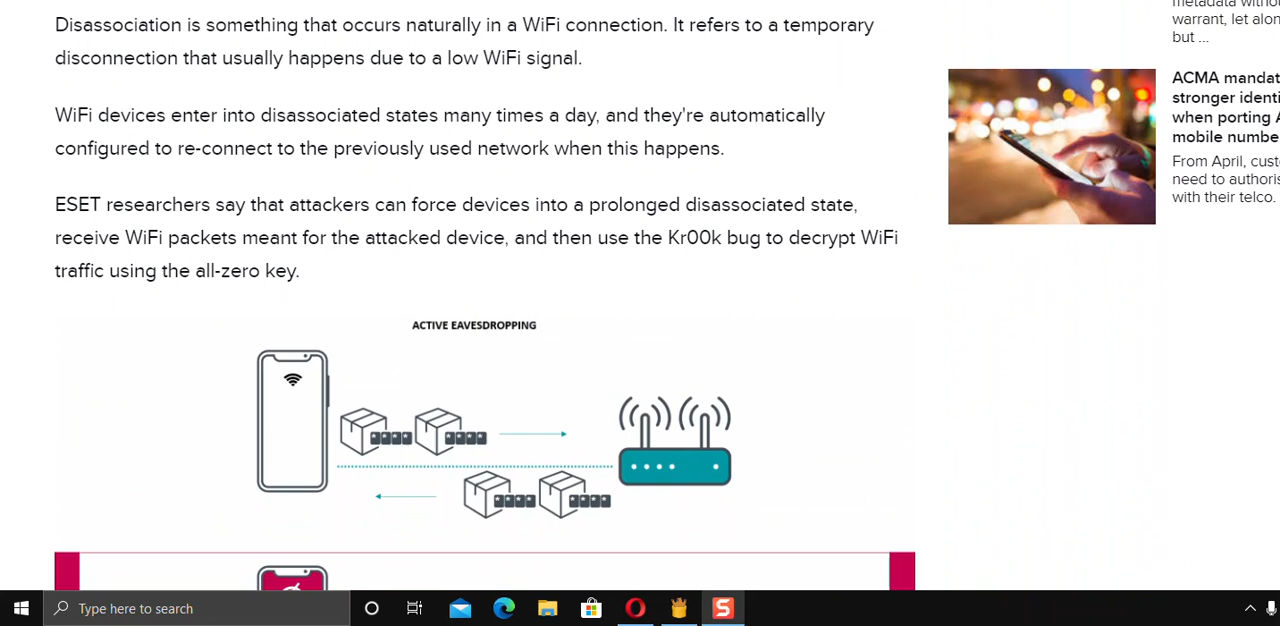 Disassociation is something that occurs naturally in a WiFi connection. It refers to a temporary
disconnection that usually happens due to a low WiFi signal.
WiFi devices enter into disassociated states many times a day, and they're automatically
configured to re-connect to the previously used network when this happens.
ESET researchers say that attackers can force devices into a prolonged disassociated state,
receive WiFi packets meant for the attacked device, and then use the Kr00k bug to decrypt WiFi
traffic using the all-zero key.
ACTIVE EAVESDROPPING
warrant, let alon
but ...
ACMA mandat
stronger identi
when porting A
mobile numbe
From April, cust
need to authoris
with their telco.
Type here to search
S